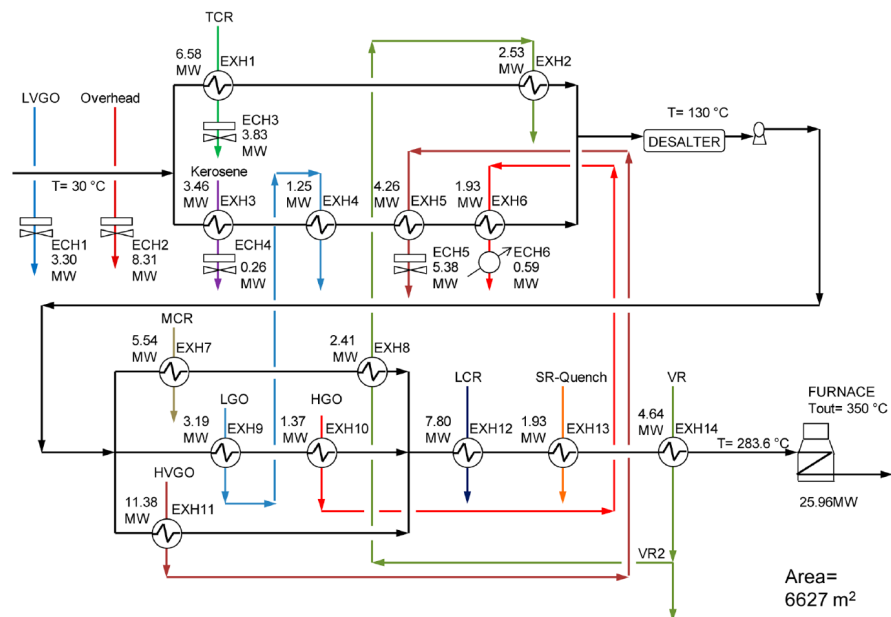 TCR
6.58
MW
EXH1
2.53
MW
EXH2
LVGO
Overhead
ECH3
3.83
MW
T= 130 °C
DESALTER
T= 30 °C
Kerosene
3.46
MW
EXH3
1.25
MW
EXH4
4.26
MW
EXH5
1.93
MW
EXH6
ECH1
3.30
MW
ECH2
8.31
MW
ECH4
0.26
MW
ECH5
5.38
MW
ECH6
0.59
MW
MCR
5.54
MW
EXH7
2.41
MW
EXH8
LGO
3.19
MW
EXH9
HGO
1.37
MW
EXH10
LCR
7.80
MW
EXH12
SR-Quench
1.93
MW
EXH13
VR
4.64
MW
EXH14
FURNACE
Tout= 350 °C
T= 283.6 °C
25.96MW
HVGO
11.38
MW
EXH11
VR2
Area=
6627 m²